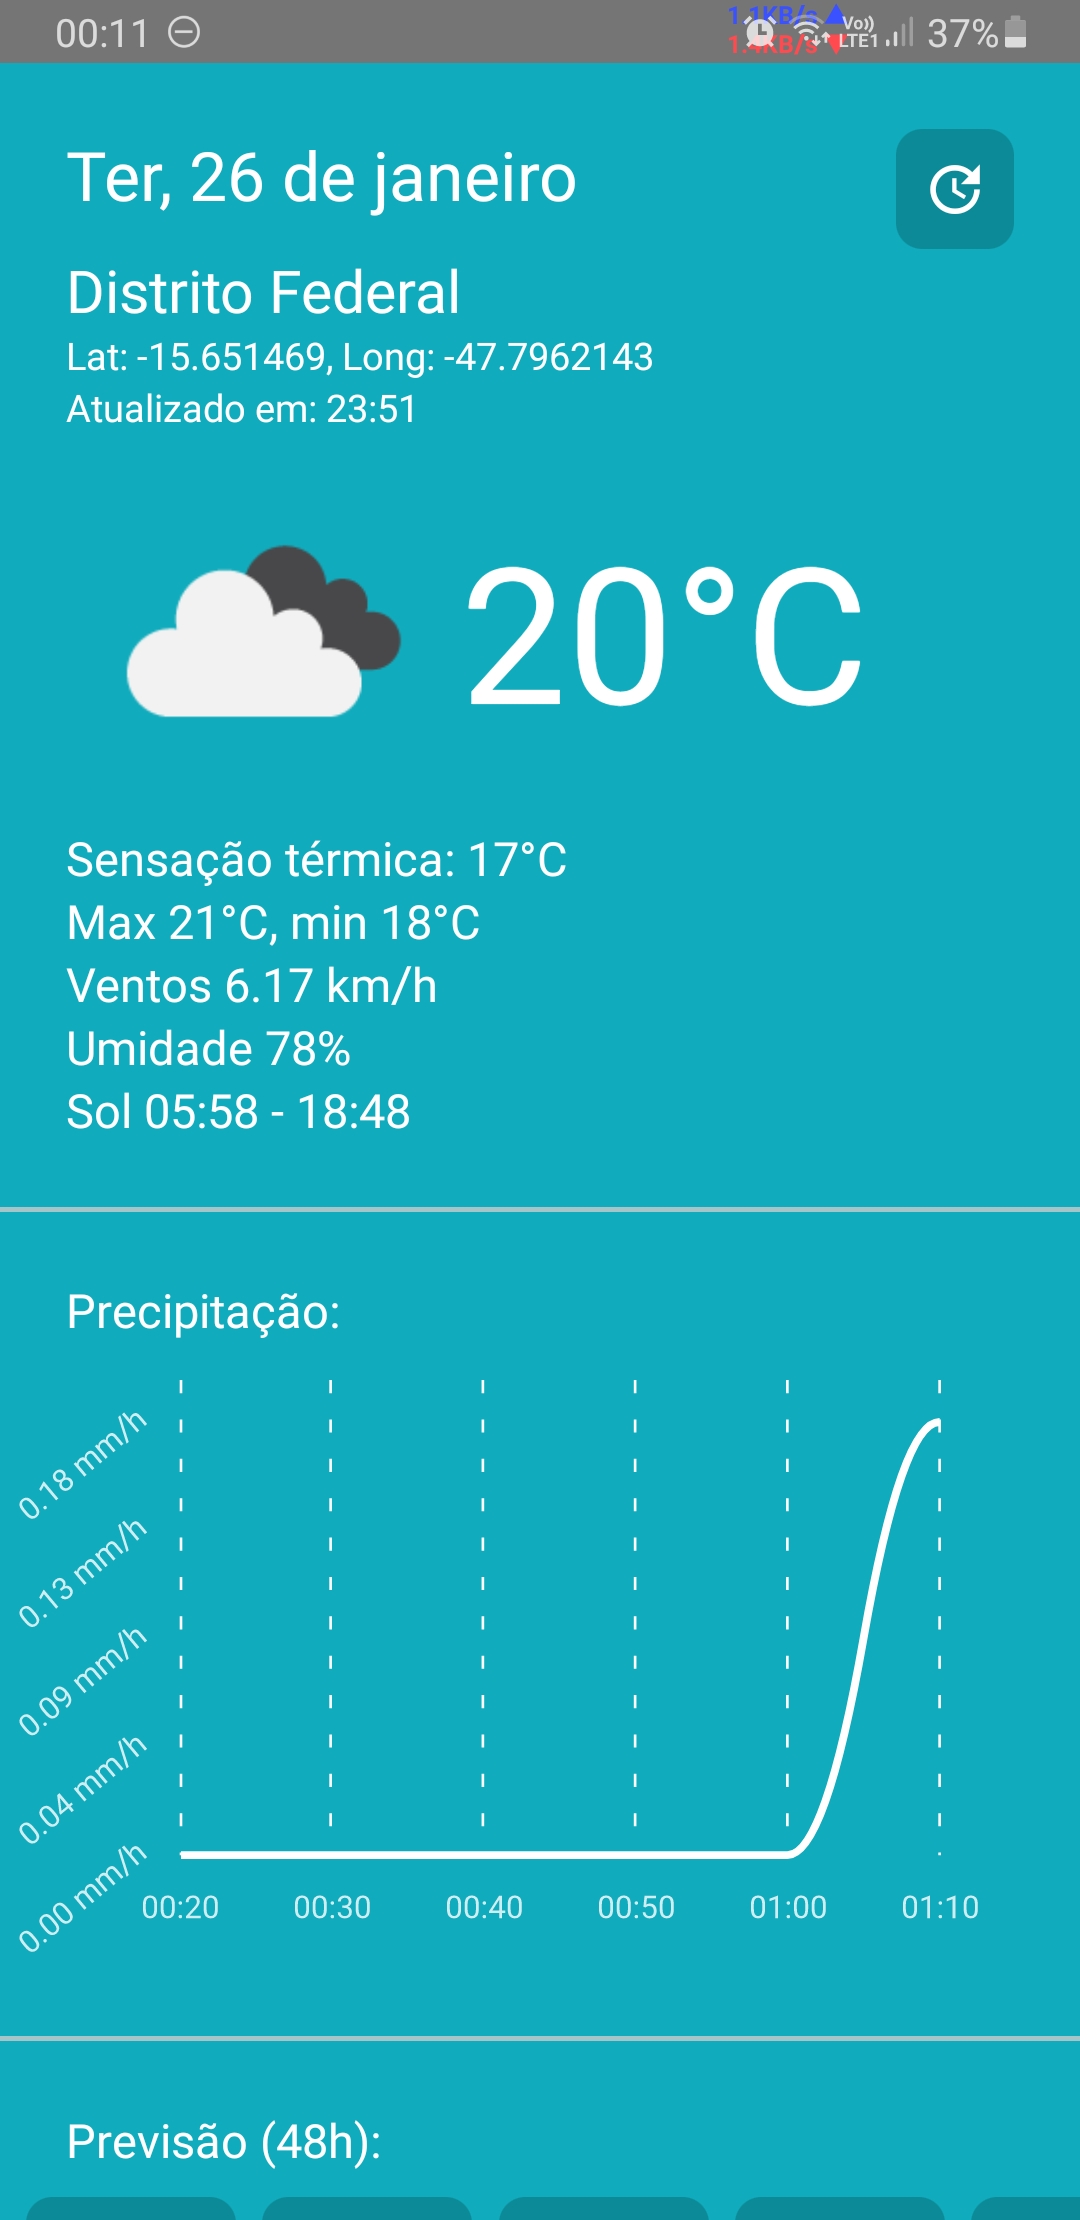 00:11
1.1KB/s
Vo))
LTE1
37%
Ter, 26 de janeiro
Distrito Federal
Lat: -15.651469, Long: -47.7962143
Atualizado em: 23:51
20°C
Sensação térmica: 17°C
Max 21°C, min 18°C
Ventos 6.17 km/h
Umidade 78%
Sol 05:58 - 18:48
Precipitação:
0.18 mm/h
0.13 mm/h
0.09 mm/h
0.04 mm/h
0.00 mm/h
00:20 00:30 00:40 00:50 01:00 01:10
Previsão (48h):